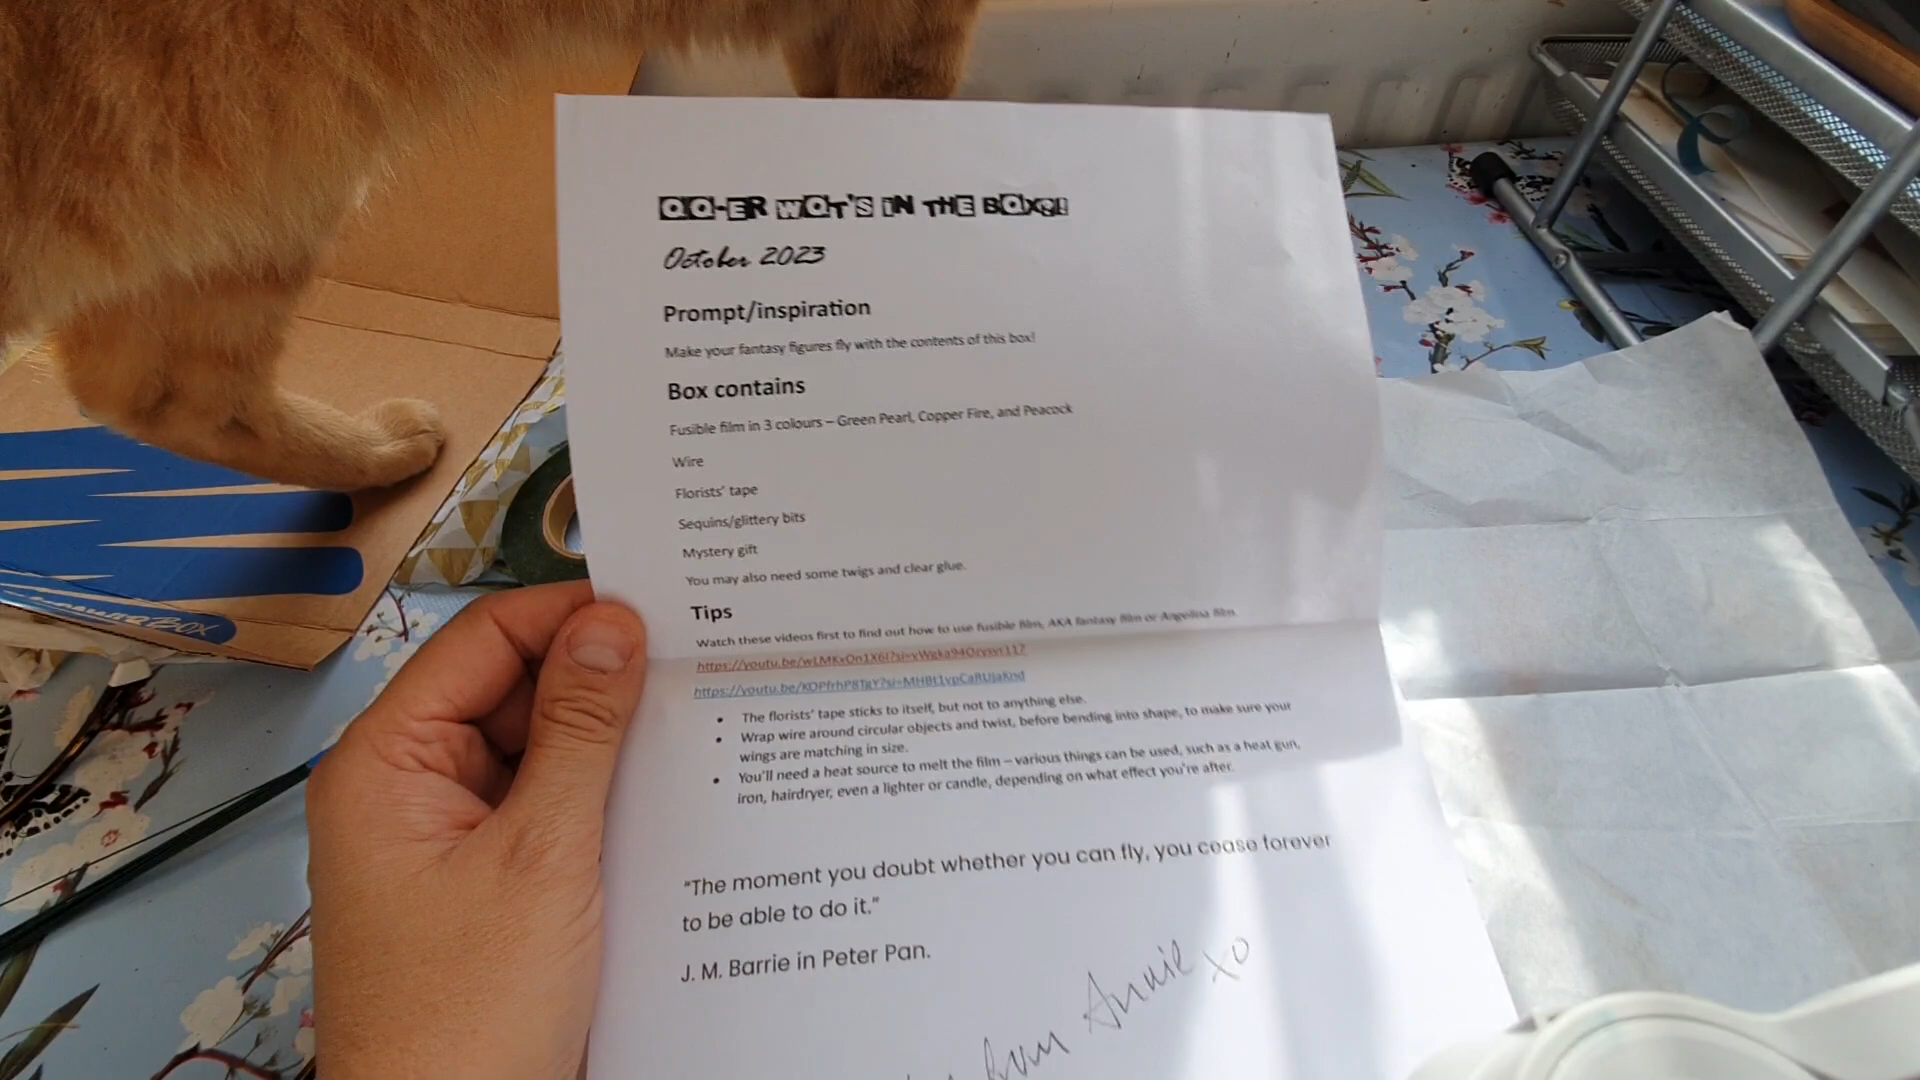 OO-ER WOT'S IN THE BOX?!
October 2023
Prompt/inspiration
Make your fantasy figures fly with the contents of this box!
Box contains
Fusible film in 3 colours – Green Pearl, Copper Fire, and Peacock
Wire
Florists' tape
Sequins/glittery bits
Mystery gift
You may also need some twigs and clear glue.
Tips
Watch these videos first to find out how to use fusible film, AKA fantasy film or Angelina film.
• The florists' tape sticks to itself, but not to anything else.
• Wrap wire around circular objects and twist, before bending into shape, to make sure your
wings are matching in size.
• You'll need a heat source to melt the film – various things can be used, such as a heat gun,
iron, hairdryer, even a lighter or candle, depending on what effect you're after.
"The moment you doubt whether you can fly, you cease forever
to be able to do it."
J. M. Barrie in Peter Pan.
from Annie xo
BOX